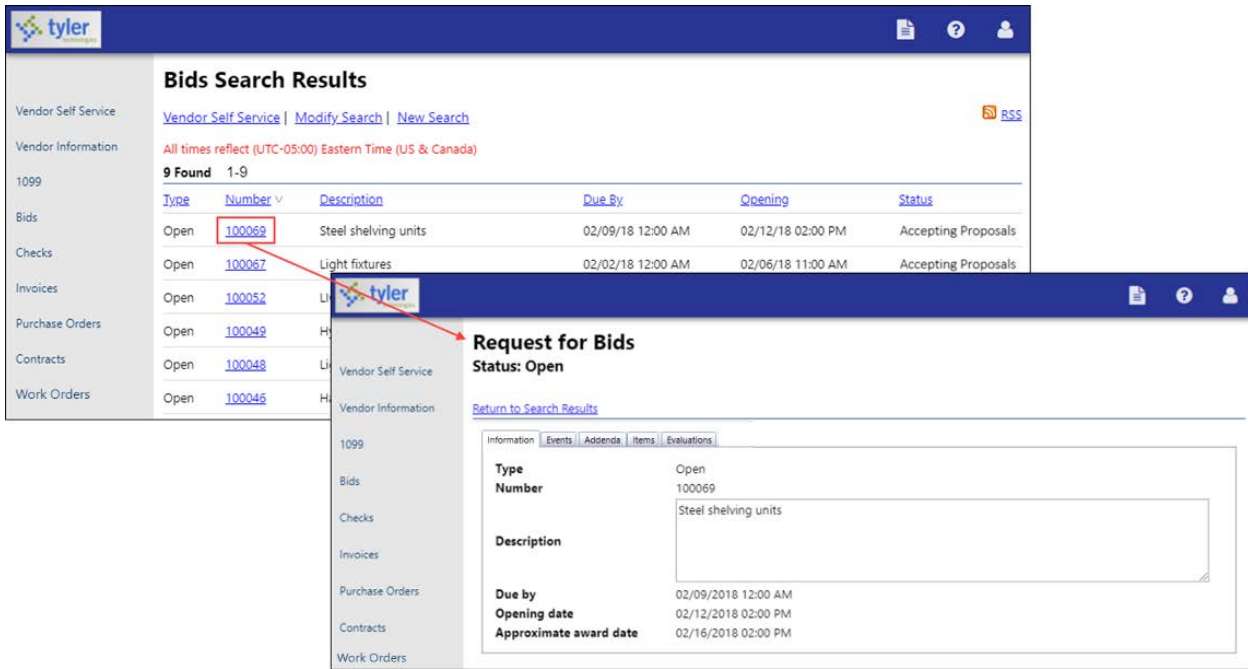 tyler
technologies
Bids Search Results
Vendor Self Service
Vendor Information
1099
Bids
Checks
Invoices
Purchase Orders
Contracts
Work Orders
Vendor Self Service | Modify Search | New Search
RSS
All times reflect (UTC-05:00) Eastern Time (US & Canada)
9 Found 1-9
Type Number Description Due By Opening Status
Open 100069 Steel shelving units 02/09/18 12:00 AM 02/12/18 02:00 PM Accepting Proposals
Open 100067 Light fixtures 02/02/18 12:00 AM 02/06/18 11:00 AM Accepting Proposals
Open 100052
Open 100049
Open 100048
Open 100046
tyler
technologies
Request for Bids
Status: Open
Vendor Self Service
Vendor Information
1099
Bids
Checks
Invoices
Purchase Orders
Contracts
Work Orders
Return to Search Results
Information Events Addenda Items Evaluations
Type Open
Number 100069
Description Steel shelving units
Due by 02/09/2018 12:00 AM
Opening date 02/12/2018 02:00 PM
Approximate award date 02/16/2018 02:00 PM